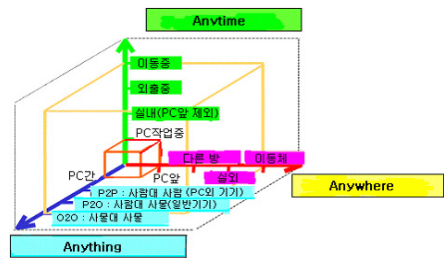 Anytime
이동중
외출중
실내(PC앞 제외)
PC작업중
다른 방
이동체
PC간
PC앞
실외
P2P : 사람대 사람 (PC외 기기)
P2O : 사람대 사물(일반기기)
O2O : 사물대 사물
Anywhere
Anything